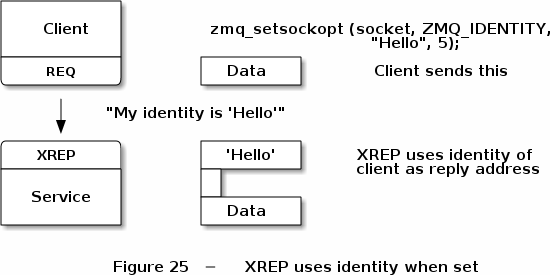 Client
zmq_setsockopt (socket, ZMQ_IDENTITY,
"Hello", 5);
REQ
Data
Client sends this
"My identity is 'Hello'"
XREP
'Hello'
XREP uses identity of
client as reply address
Service
Data
Figure 25 − XREP uses identity when set